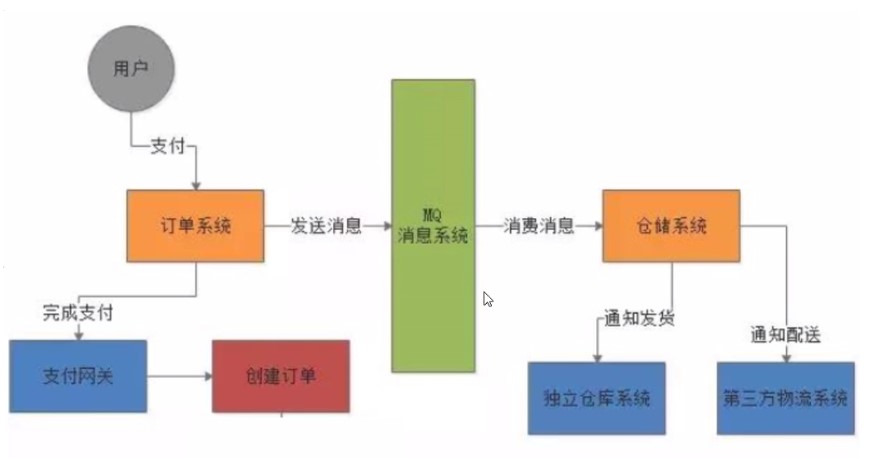 用户
支付
订单系统
发送消息
MQ
消息系统
消费消息
仓储系统
完成支付
通知发货
通知配送
支付网关
创建订单
独立仓库系统
第三方物流系统